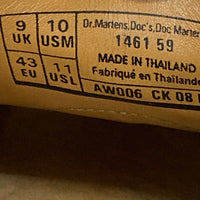 9 UK 10 USM
43 EU 11 USL
Dr.Martens,Doc's,Doc Marten
1461 59
MADE IN THAILAND
Fabriqué en Thaïlande
AW006 CK 08